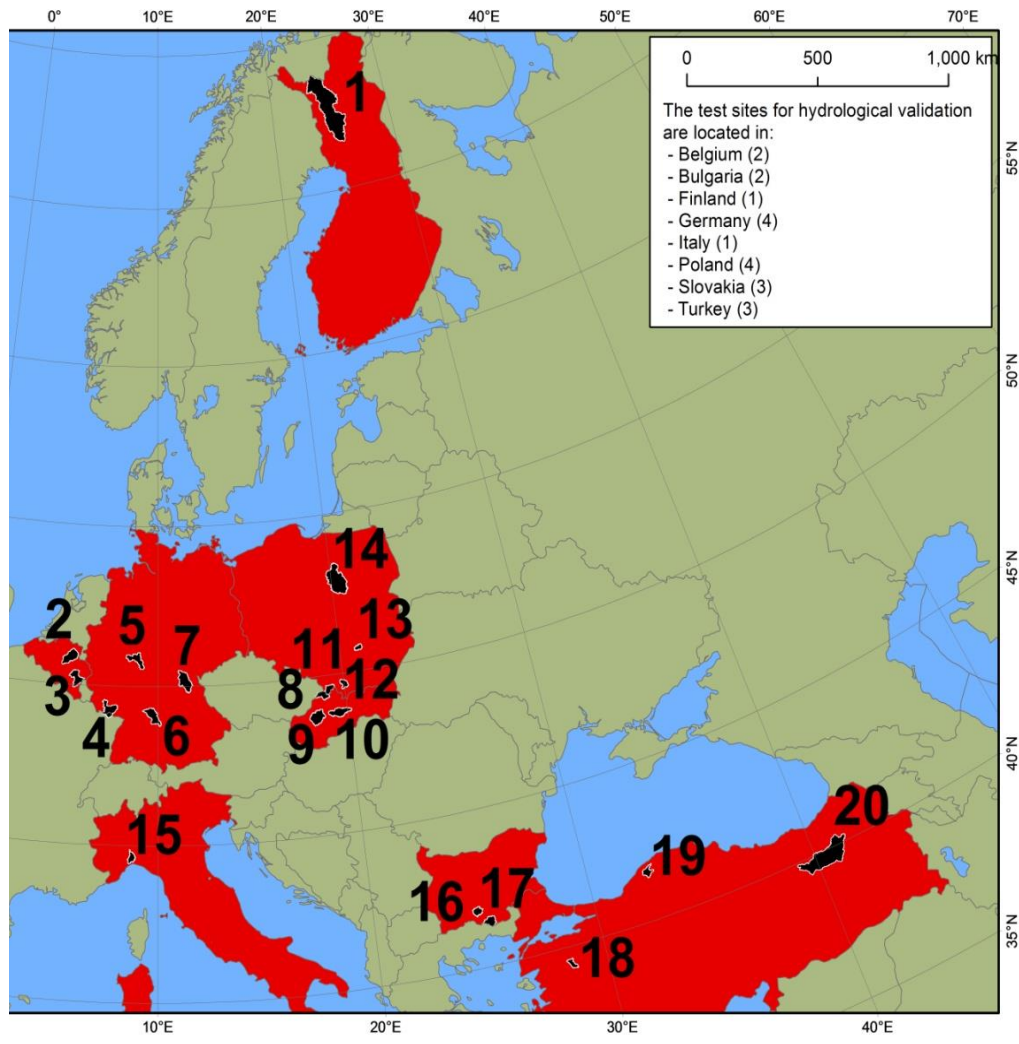 0° 10°E 20°E 30°E 40°E 50°E 60°E 70°E
0 500 1,000 km
The test sites for hydrological validation
are located in:
- Belgium (2)
- Bulgaria (2)
- Finland (1)
- Germany (4)
- Italy (1)
- Poland (4)
- Slovakia (3)
- Turkey (3)
1
55°N
50°N
14
45°N
2 5 13
7 11
3 8 12
4 6 9 10
40°N
20
15 19
16 17
35°N
18
10°E 20°E 30°E 40°E